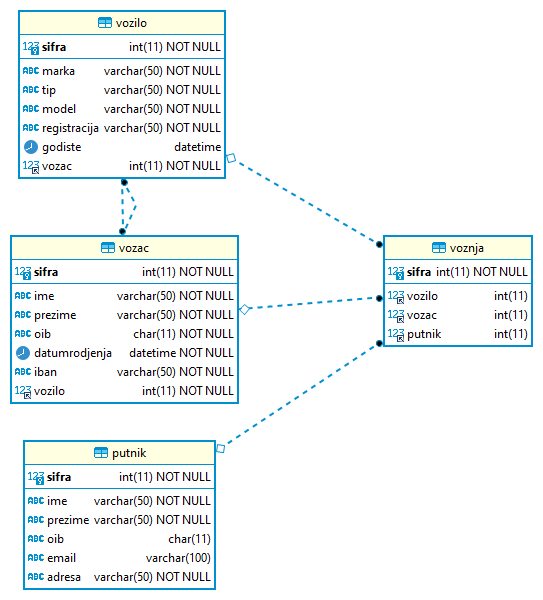 vozilo
123 sifra int(11) NOT NULL
ABC marka varchar(50) NOT NULL
ABC tip varchar(50) NOT NULL
ABC model varchar(50) NOT NULL
ABC registracija varchar(50) NOT NULL
godiste datetime
123 vozac int(11) NOT NULL
vozac
123 sifra int(11) NOT NULL
ABC ime varchar(50) NOT NULL
ABC prezime varchar(50) NOT NULL
ABC oib char(11) NOT NULL
datumrodjenja datetime NOT NULL
ABC iban varchar(50) NOT NULL
123 vozilo int(11) NOT NULL
voznja
123 sifra int(11) NOT NULL
123 vozilo int(11)
123 vozac int(11)
123 putnik int(11)
putnik
123 sifra int(11) NOT NULL
ABC ime varchar(50) NOT NULL
ABC prezime varchar(50) NOT NULL
ABC oib char(11)
ABC email varchar(100)
ABC adresa varchar(50) NOT NULL